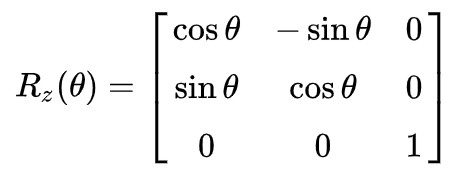 R_z(θ) = [ cos θ  − sin θ  0
sin θ  cos θ  0
0  0  1 ]